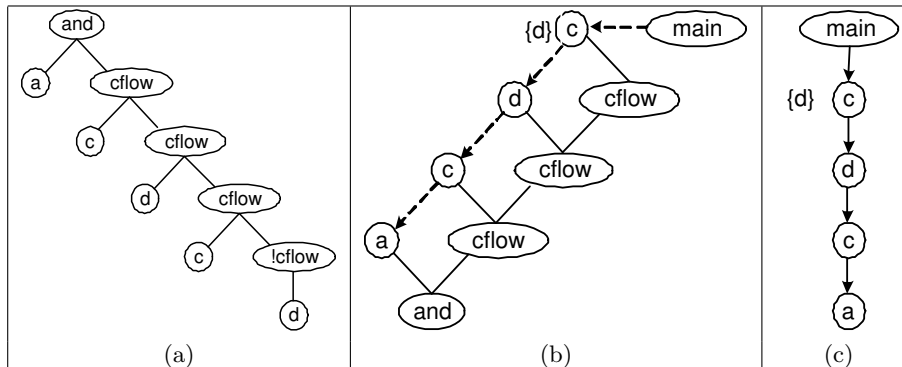 and
a
cflow
c
cflow
d
cflow
c
!cflow
d
(a)
{d} c main
d cflow
c cflow
a cflow
and
(b)
main
{d} c
d
c
a
(c)